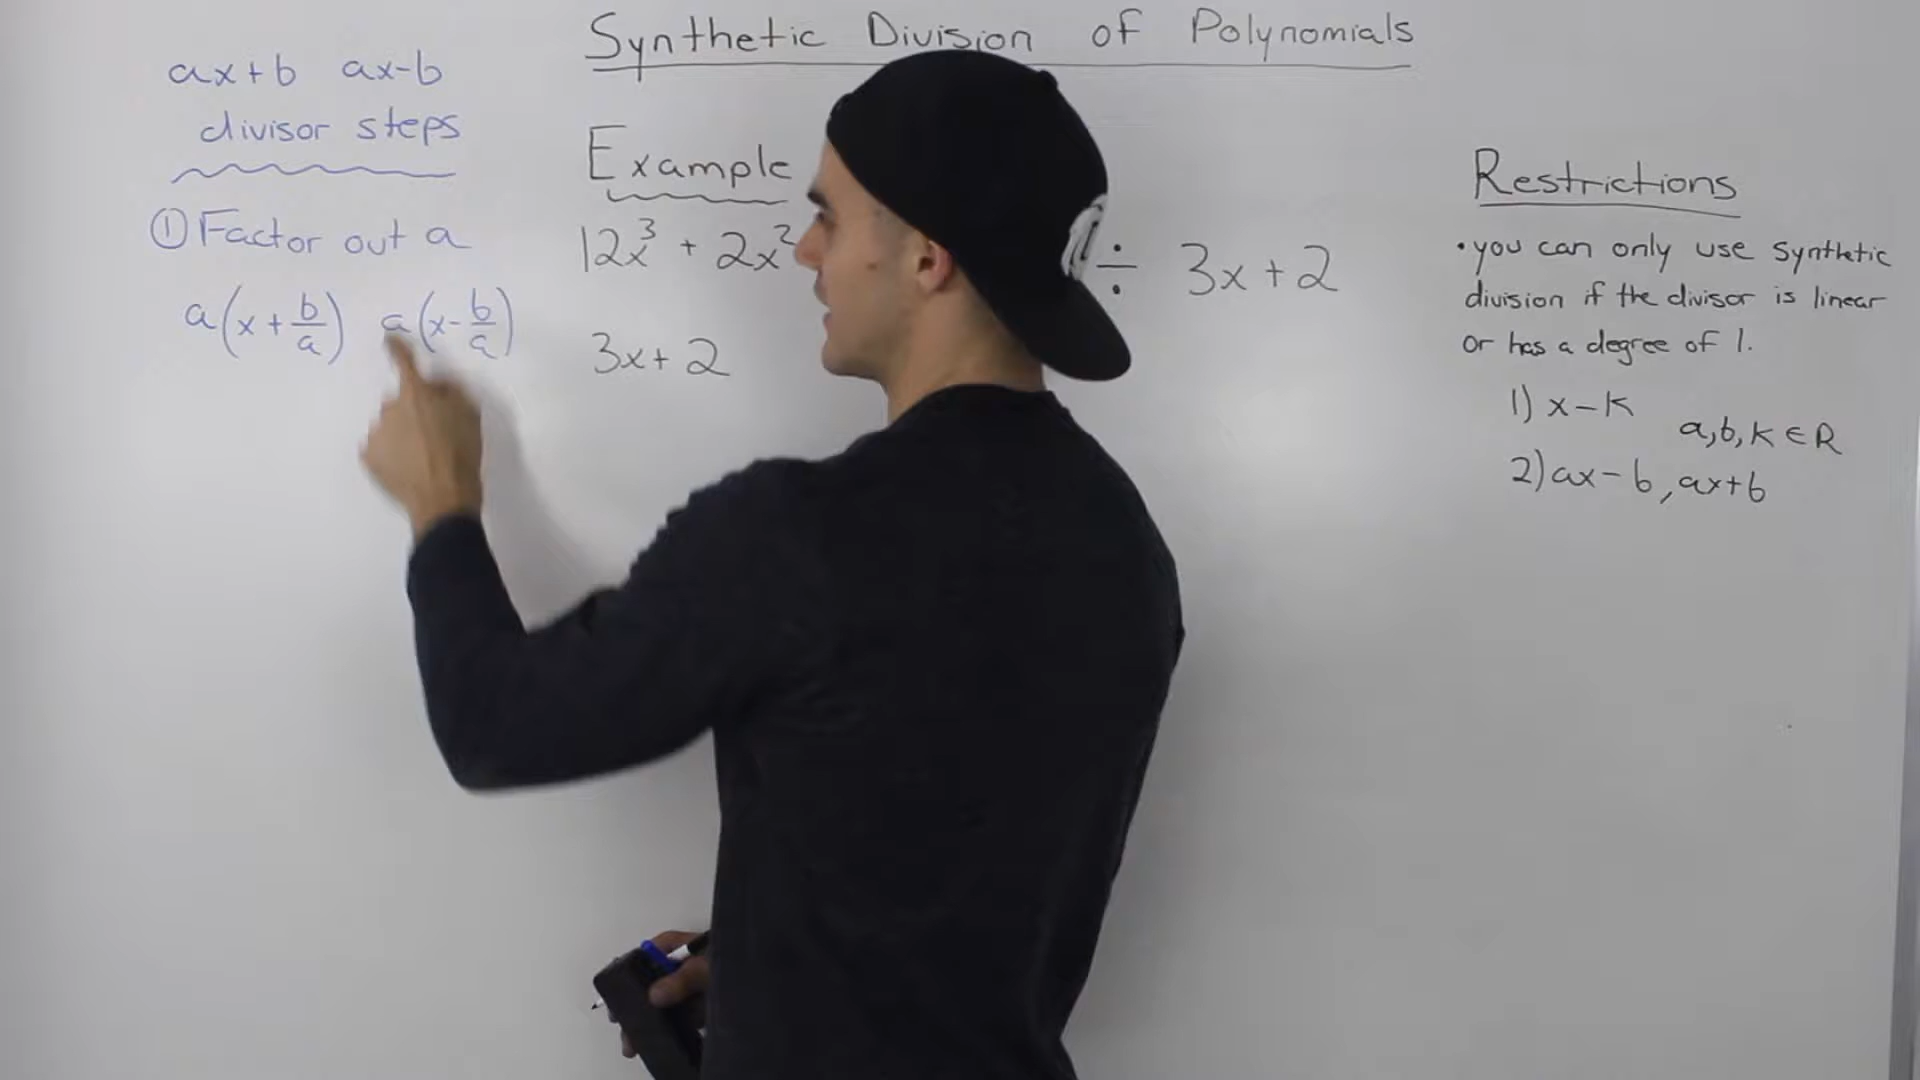 Synthetic Division of Polynomials
ax+b ax-b
divisor steps
① Factor out a
a(x + b/a) a(x - b/a)
Example
12x³ + 2x² ÷ 3x + 2
3x + 2
Restrictions
• you can only use synthetic
division if the divisor is linear
or has a degree of 1.
1) x - k
a, b, k ∈ R
2) ax - b, ax + b